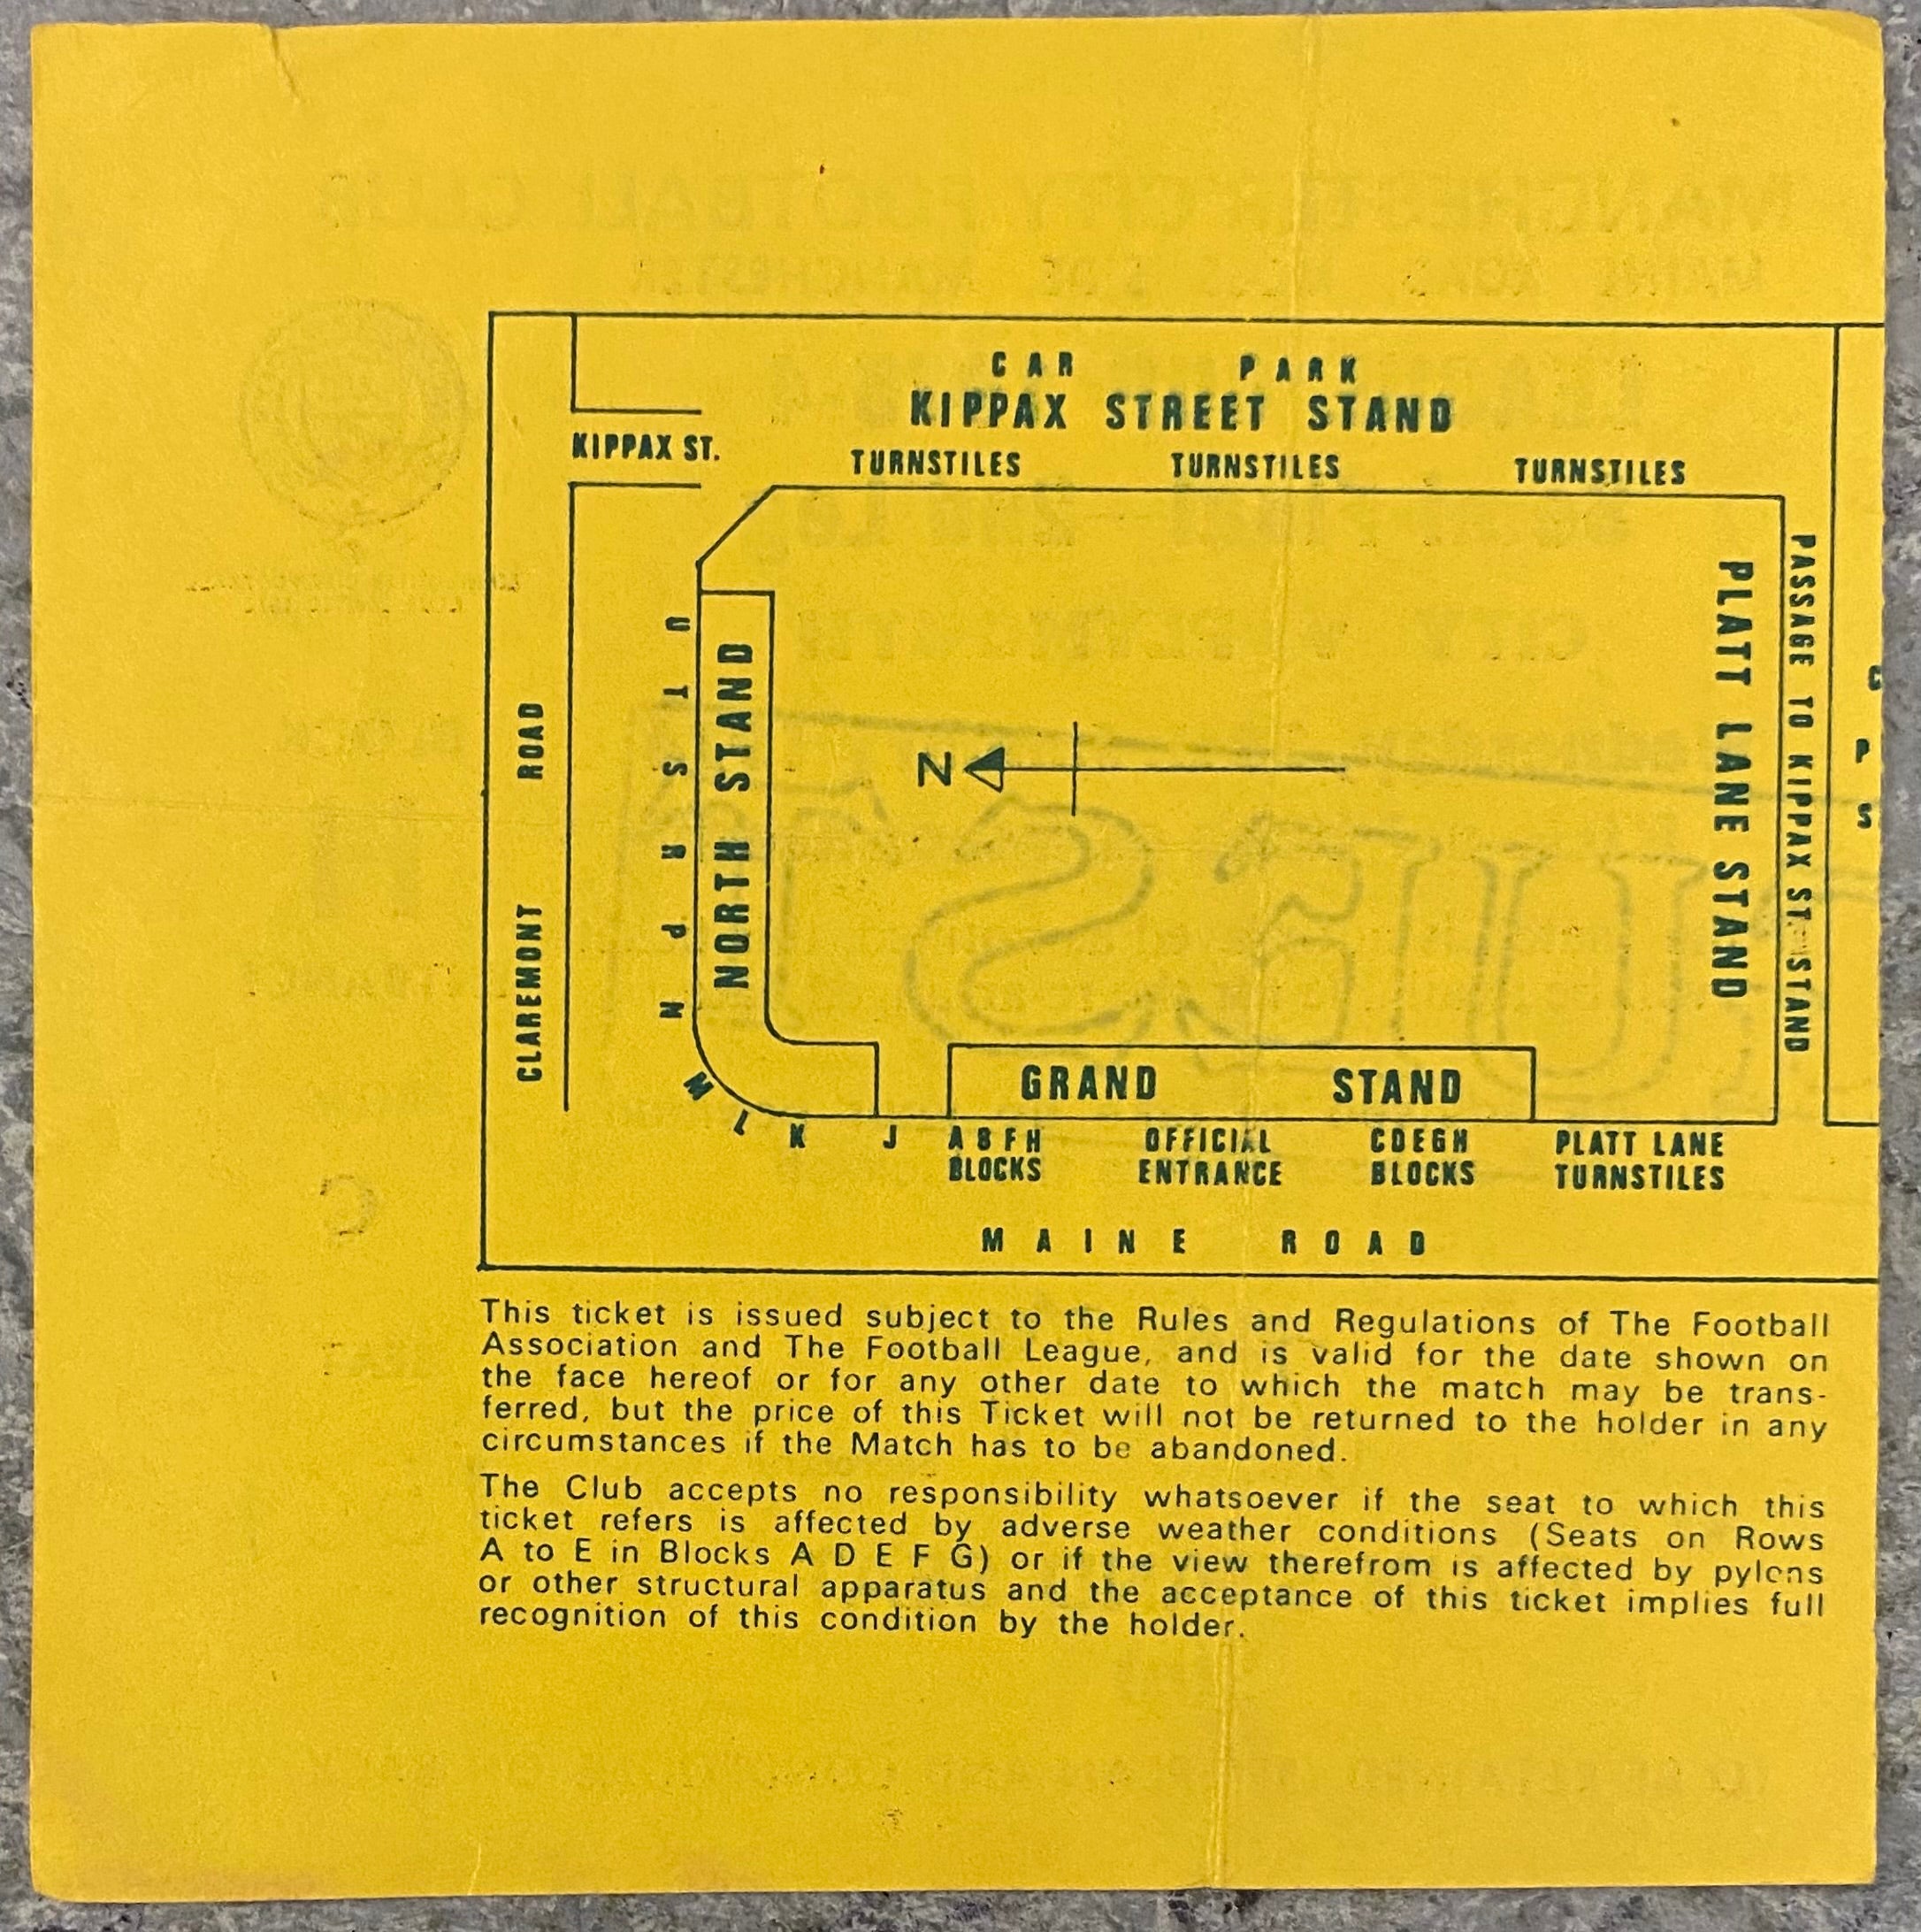 CAR PARK
KIPPAX STREET STAND
KIPPAX ST.
TURNSTILES TURNSTILES TURNSTILES
CLAREMONT ROAD
U
T
S
R
P
N
M
L
K
J
NORTH STAND
N
PLATT LANE STAND
PASSAGE TO KIPPAX ST. STAND
C
P
S
GRAND STAND
A B F H
BLOCKS
OFFICIAL
ENTRANCE
CDEGH
BLOCKS
PLATT LANE
TURNSTILES
MAINE ROAD
This ticket is issued subject to the Rules and Regulations of The Football
Association and The Football League, and is valid for the date shown on
the face hereof or for any other date to which the match may be trans-
ferred, but the price of this Ticket will not be returned to the holder in any
circumstances if the Match has to be abandoned.
The Club accepts no responsibility whatsoever if the seat to which this
ticket refers is affected by adverse weather conditions (Seats on Rows
A to E in Blocks A D E F G) or if the view therefrom is affected by pylons
or other structural apparatus and the acceptance of this ticket implies full
recognition of this condition by the holder.